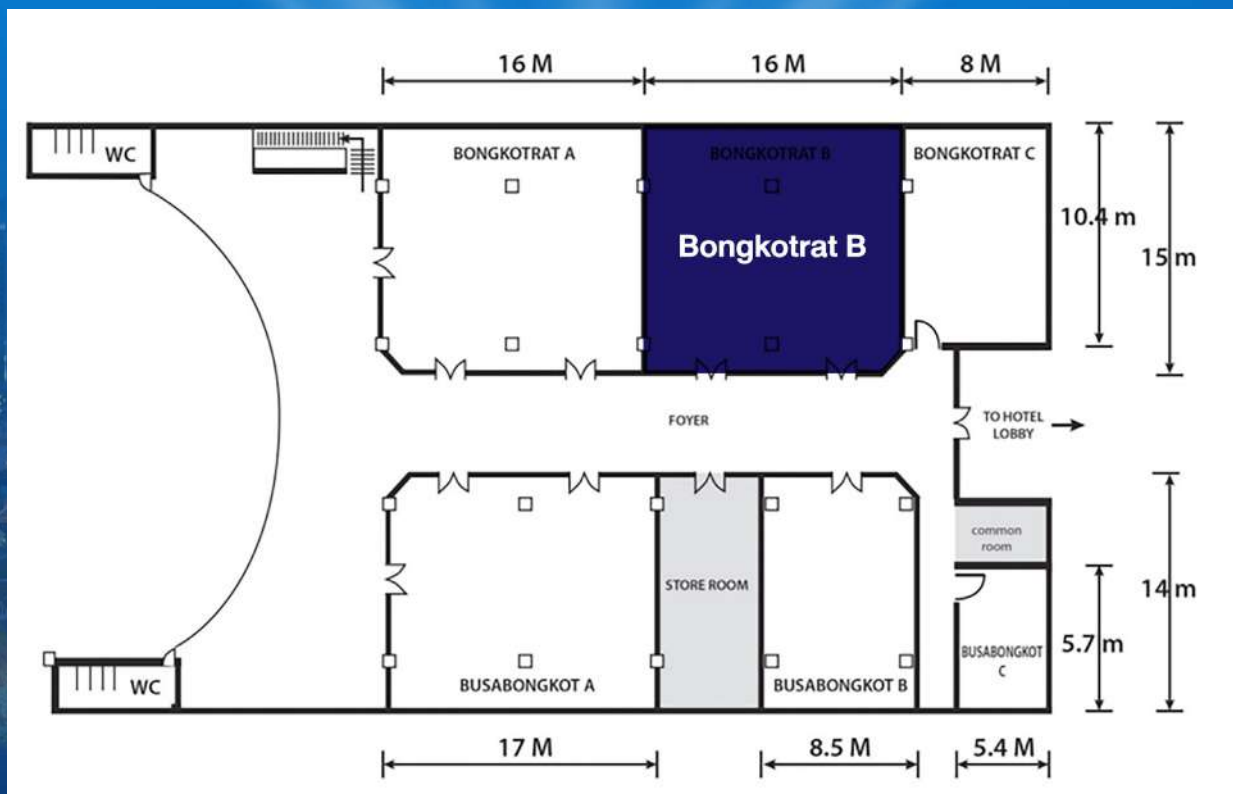 16 M
16 M
8 M
WC
BONGKOTRAT A
BONGKOTRAT B
BONGKOTRAT C
10.4 m
Bongkotrat B
15 m
FOYER
TO HOTEL
LOBBY
common
room
STORE ROOM
14 m
5.7 m
BUSABONGKOT
C
WC
BUSABONGKOT A
BUSABONGKOT B
17 M
8.5 M
5.4 M